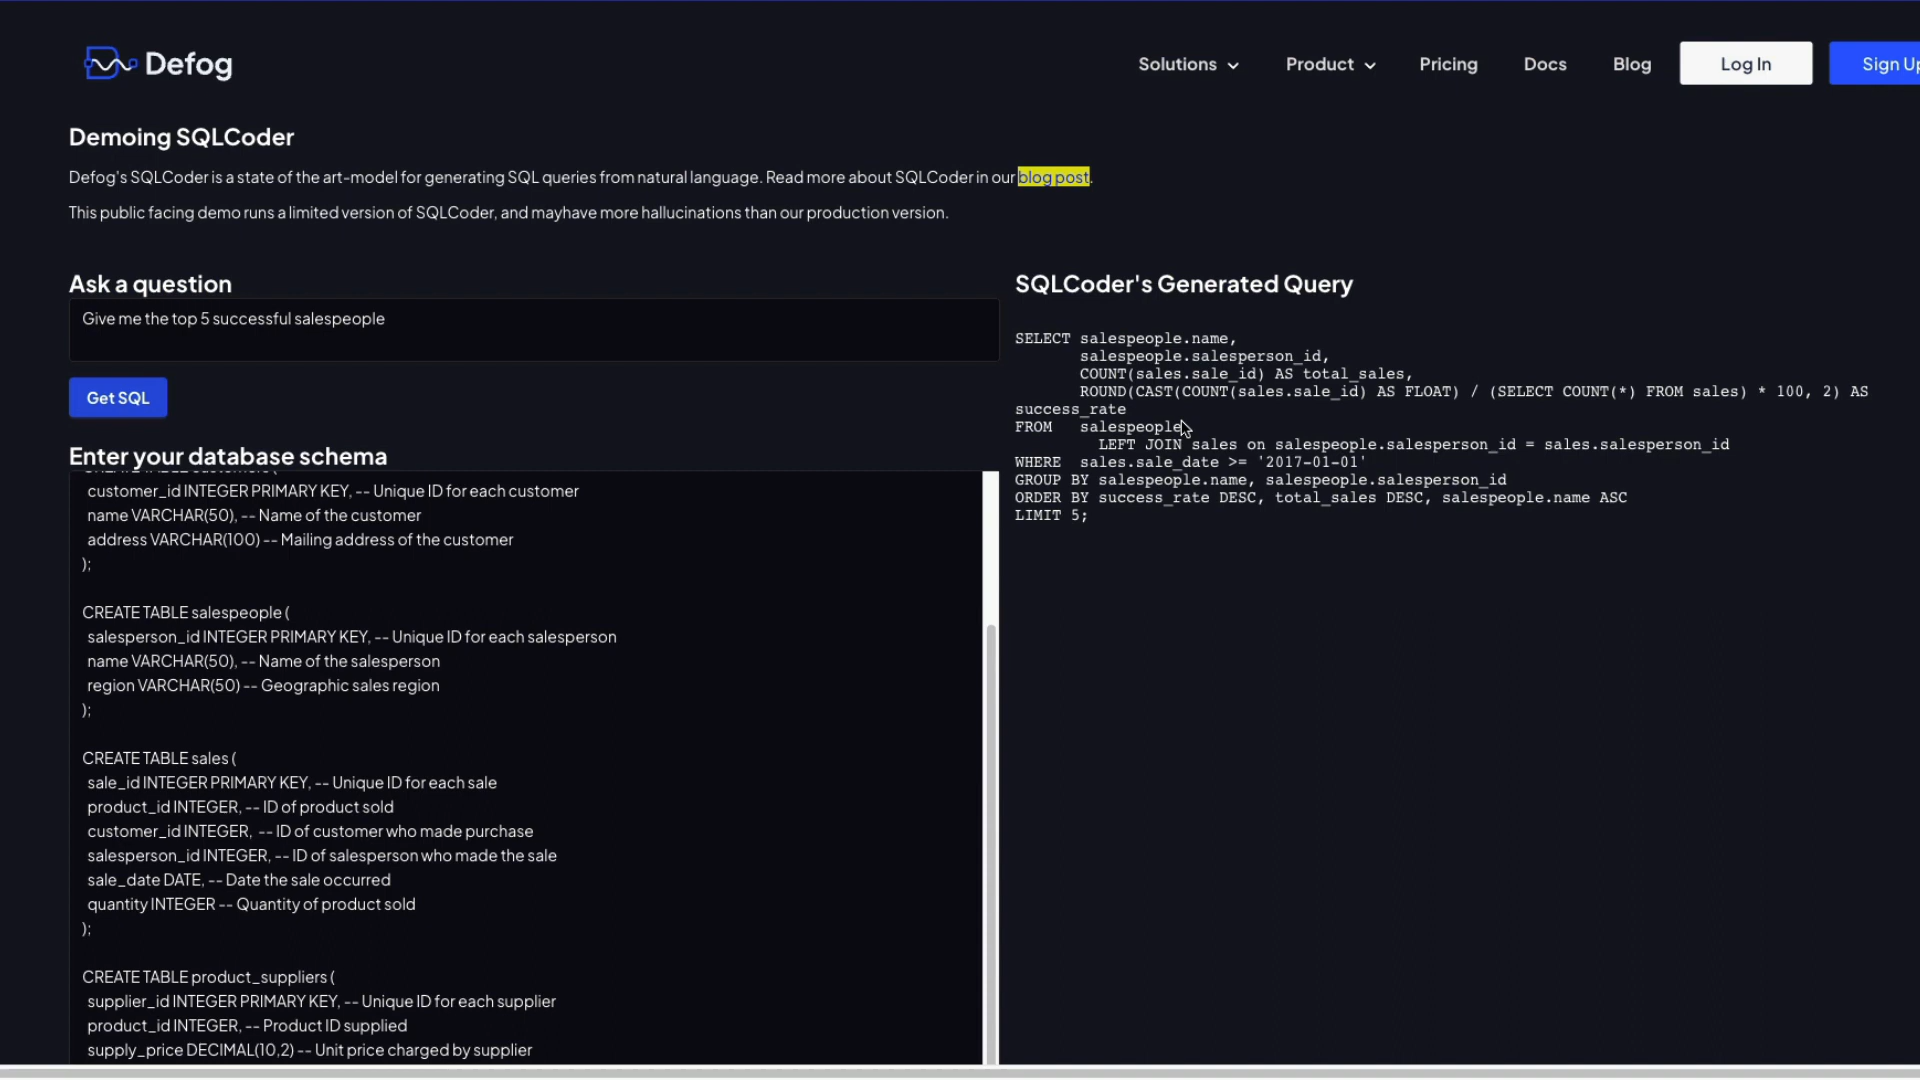 Defog
Solutions
Product
Pricing
Docs
Blog
Log In
Sign Up
Demoing SQLCoder
Defog's SQLCoder is a state of the art-model for generating SQL queries from natural language. Read more about SQLCoder in our blog post.
This public facing demo runs a limited version of SQLCoder, and mayhave more hallucinations than our production version.
Ask a question
Give me the top 5 successful salespeople
Get SQL
Enter your database schema
CREATE TABLE customers (
customer_id INTEGER PRIMARY KEY, -- Unique ID for each customer
name VARCHAR(50), -- Name of the customer
address VARCHAR(100) -- Mailing address of the customer
);
CREATE TABLE salespeople (
salesperson_id INTEGER PRIMARY KEY, -- Unique ID for each salesperson
name VARCHAR(50), -- Name of the salesperson
region VARCHAR(50) -- Geographic sales region
);
CREATE TABLE sales (
sale_id INTEGER PRIMARY KEY, -- Unique ID for each sale
product_id INTEGER, -- ID of product sold
customer_id INTEGER,  -- ID of customer who made purchase
salesperson_id INTEGER, -- ID of salesperson who made the sale
sale_date DATE, -- Date the sale occurred
quantity INTEGER -- Quantity of product sold
);
CREATE TABLE product_suppliers (
supplier_id INTEGER PRIMARY KEY, -- Unique ID for each supplier
product_id INTEGER, -- Product ID supplied
supply_price DECIMAL(10,2) -- Unit price charged by supplier
SQLCoder's Generated Query
SELECT salespeople.name,
salespeople.salesperson_id,
COUNT(sales.sale_id) AS total_sales,
ROUND(CAST(COUNT(sales.sale_id) AS FLOAT) / (SELECT COUNT(*) FROM sales) * 100, 2) AS
success_rate
FROM   salespeople
LEFT JOIN sales on salespeople.salesperson_id = sales.salesperson_id
WHERE  sales.sale_date >= '2017-01-01'
GROUP BY salespeople.name, salespeople.salesperson_id
ORDER BY success_rate DESC, total_sales DESC, salespeople.name ASC
LIMIT 5;